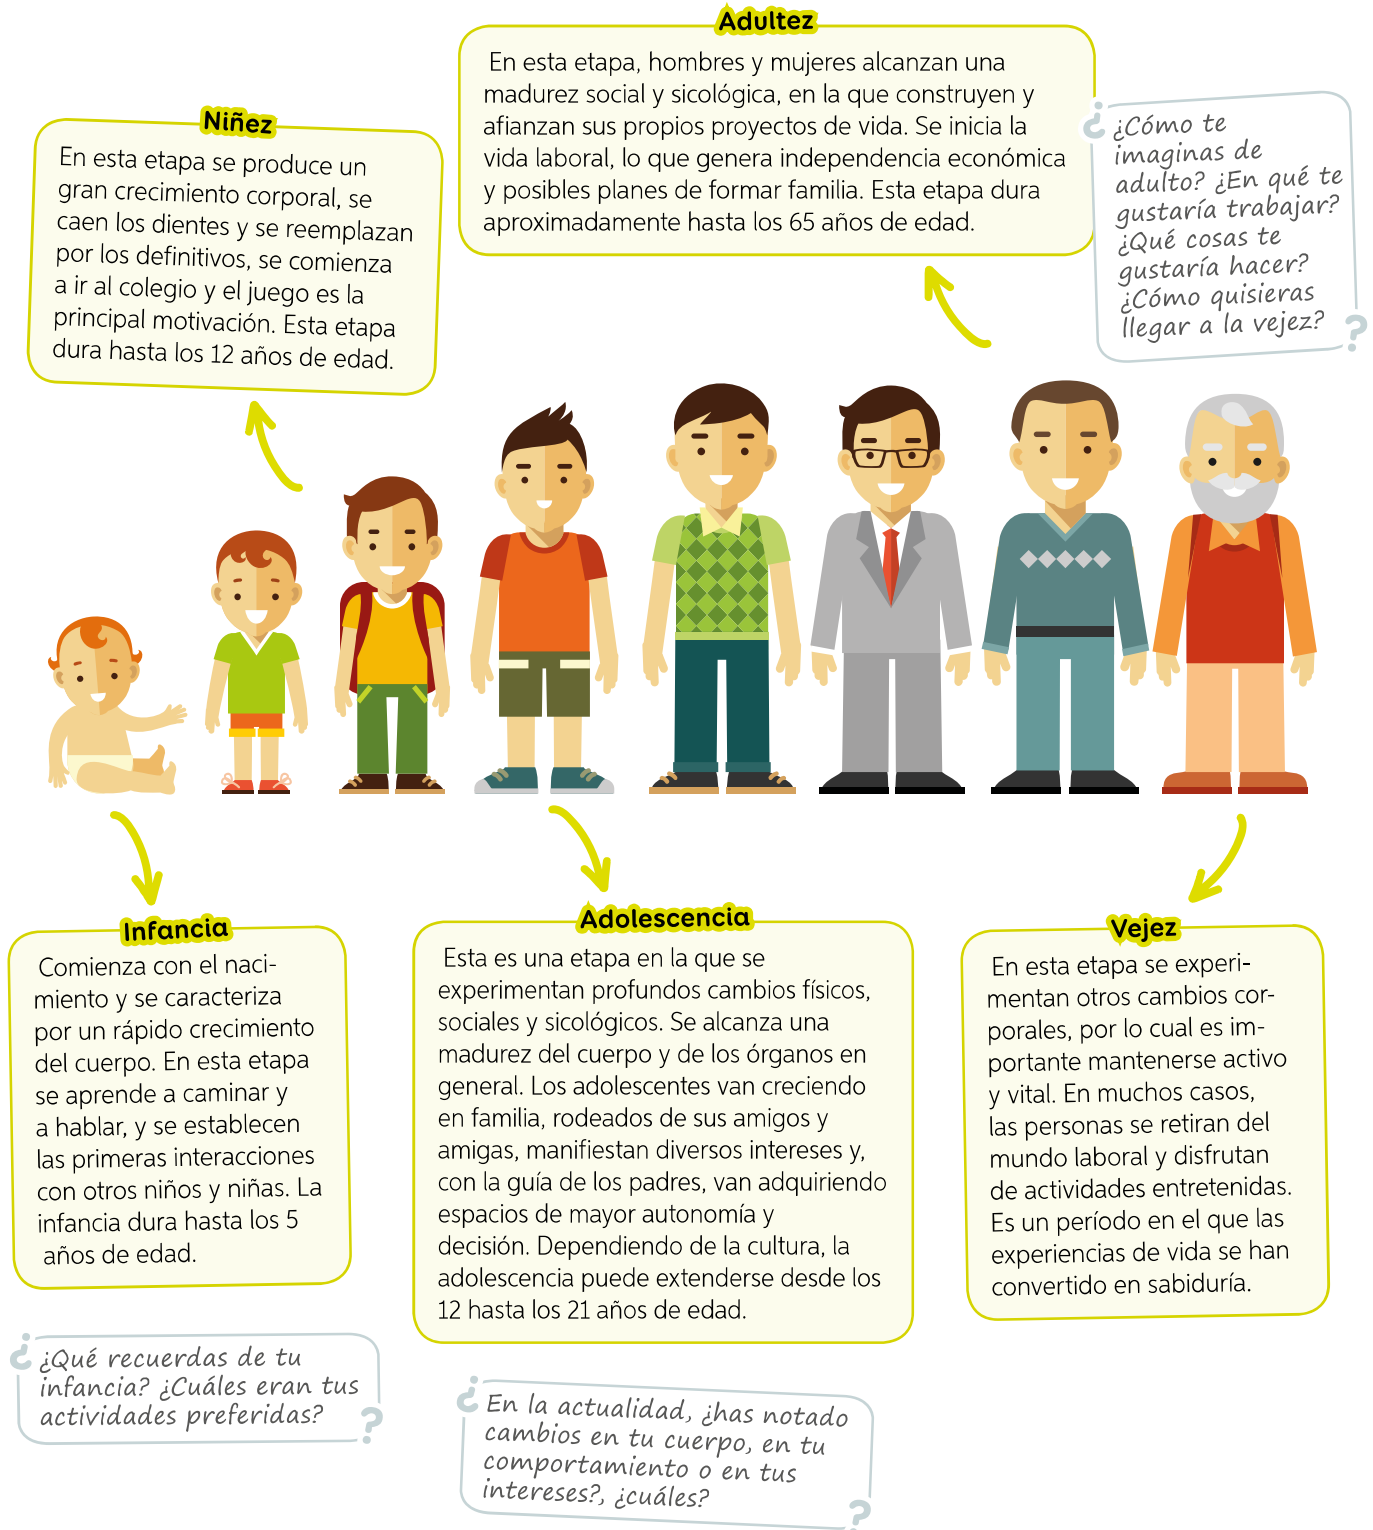 Adultez
En esta etapa, hombres y mujeres alcanzan una
madurez social y sicológica, en la que construyen y
afianzan sus propios proyectos de vida. Se inicia la
vida laboral, lo que genera independencia económica
y posibles planes de formar familia. Esta etapa dura
aproximadamente hasta los 65 años de edad.
¿Cómo te
imaginas de
adulto? ¿En qué te
gustaría trabajar?
¿Qué cosas te
gustaría hacer?
¿Cómo quisieras
llegar a la vejez?
Niñez
En esta etapa se produce un
gran crecimiento corporal, se
caen los dientes y se reemplazan
por los definitivos, se comienza
a ir al colegio y el juego es la
principal motivación. Esta etapa
dura hasta los 12 años de edad.
Infancia
Comienza con el naci-
miento y se caracteriza
por un rápido crecimiento
del cuerpo. En esta etapa
se aprende a caminar y
a hablar, y se establecen
las primeras interacciones
con otros niños y niñas. La
infancia dura hasta los 5
años de edad.
¿Qué recuerdas de tu
infancia? ¿Cuáles eran tus
actividades preferidas?
Adolescencia
Esta es una etapa en la que se
experimentan profundos cambios físicos,
sociales y sicológicos. Se alcanza una
madurez del cuerpo y de los órganos en
general. Los adolescentes van creciendo
en familia, rodeados de sus amigos y
amigas, manifiestan diversos intereses y,
con la guía de los padres, van adquiriendo
espacios de mayor autonomía y
decisión. Dependiendo de la cultura, la
adolescencia puede extenderse desde los
12 hasta los 21 años de edad.
En la actualidad, ¿has notado
cambios en tu cuerpo, en tu
comportamiento o en tus
intereses?, ¿cuáles?
Vejez
En esta etapa se experi-
mentan otros cambios cor-
porales, por lo cual es im-
portante mantenerse activo
y vital. En muchos casos,
las personas se retiran del
mundo laboral y disfrutan
de actividades entretenidas.
Es un período en el que las
experiencias de vida se han
convertido en sabiduría.